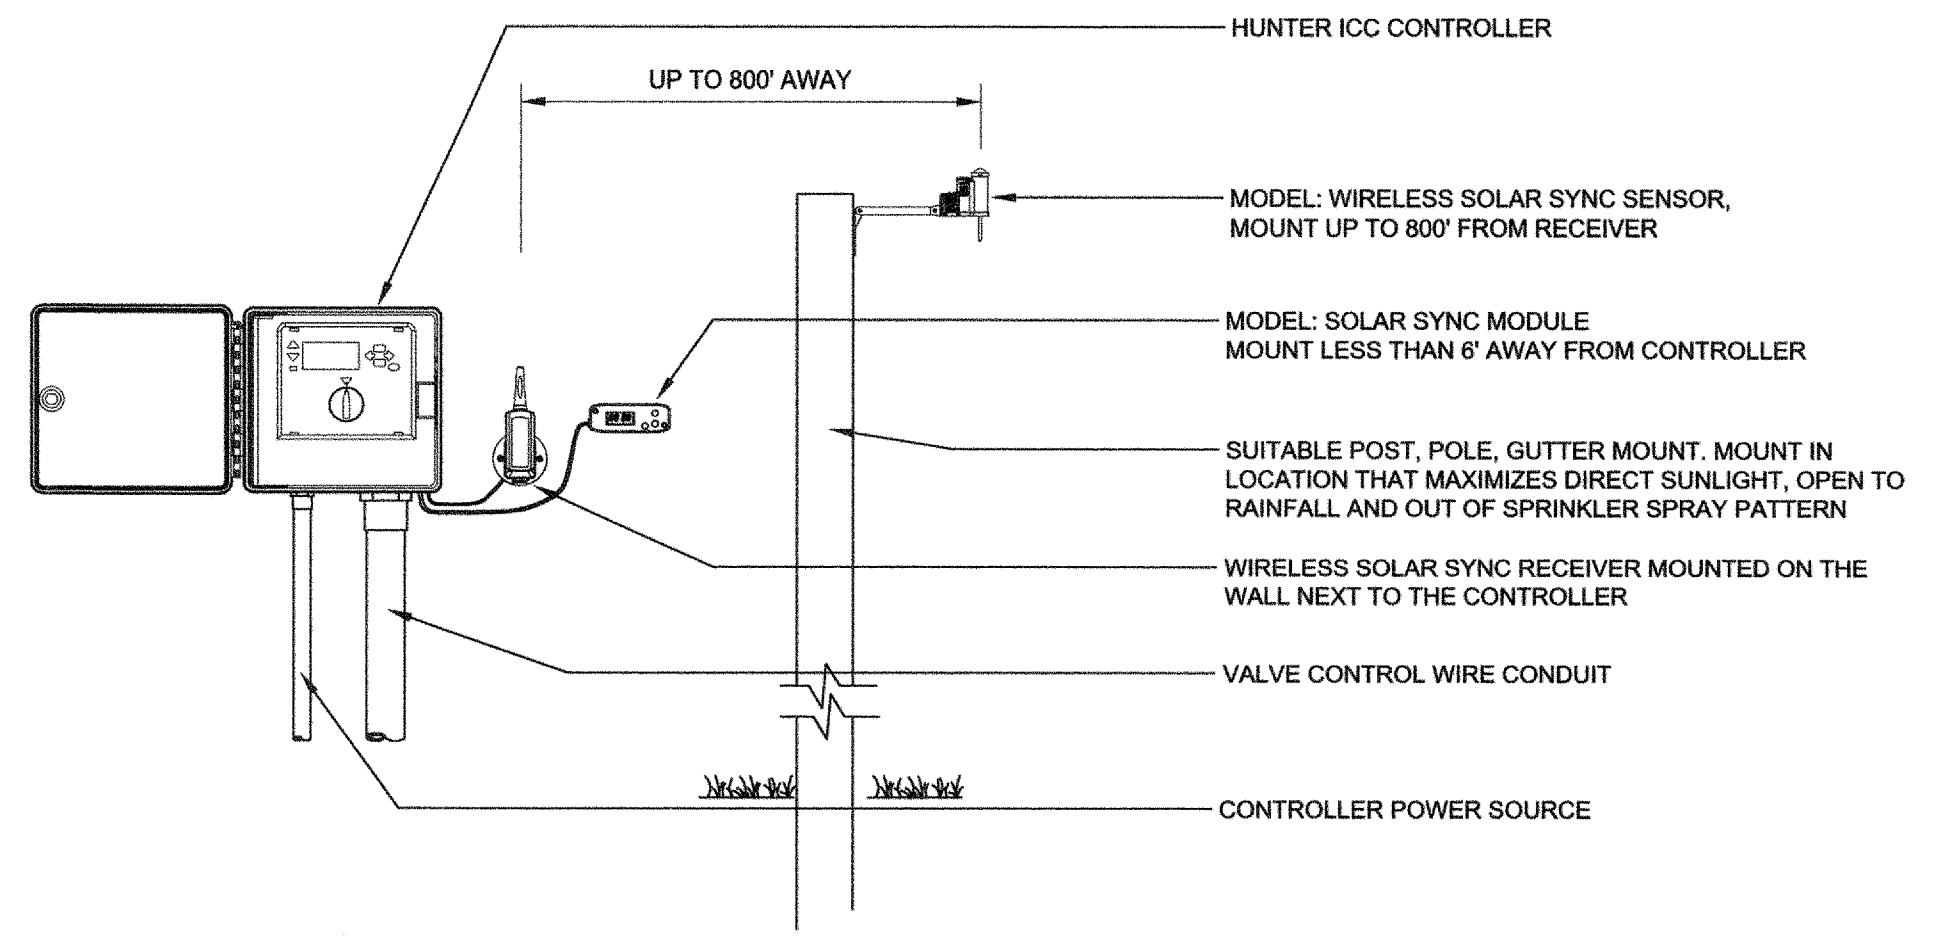 HUNTER ICC CONTROLLER
UP TO 800' AWAY
MODEL: WIRELESS SOLAR SYNC SENSOR,
MOUNT UP TO 800' FROM RECEIVER
MODEL: SOLAR SYNC MODULE
MOUNT LESS THAN 6' AWAY FROM CONTROLLER
SUITABLE POST, POLE, GUTTER MOUNT. MOUNT IN
LOCATION THAT MAXIMIZES DIRECT SUNLIGHT, OPEN TO
RAINFALL AND OUT OF SPRINKLER SPRAY PATTERN
WIRELESS SOLAR SYNC RECEIVER MOUNTED ON THE
WALL NEXT TO THE CONTROLLER
VALVE CONTROL WIRE CONDUIT
CONTROLLER POWER SOURCE